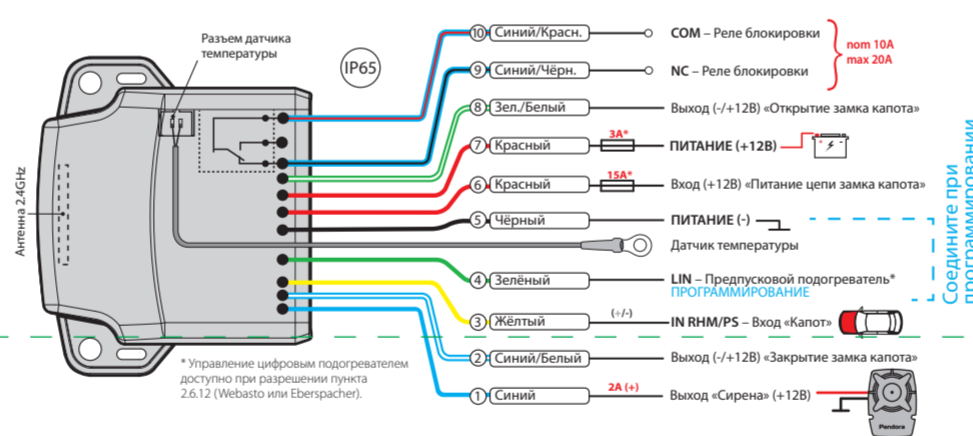 Разъем датчика
температуры
IP65
Антенна 2.4GHz
10 Синий/Красн. COM – Реле блокировки
nom 10A
max 20A
9 Синий/Чёрн. NC – Реле блокировки
8 Зел./Белый Выход (-/+12В) «Открытие замка капота»
7 Красный 3A* ПИТАНИЕ (+12В)
6 Красный 15A* Вход (+12В) «Питание цепи замка капота»
5 Чёрный ПИТАНИЕ (-)
Датчик температуры
4 Зелёный LIN – Предпусковой подогреватель*
ПРОГРАММИРОВАНИЕ
Соедините при
программировании
3 Жёлтый (÷/-) IN RHM/PS – Вход «Капот»
2 Синий/Белый Выход (-/+12В) «Закрытие замка капота»
1 Синий 2A (+) Выход «Сирена» (+12В)
Pandora
* Управление цифровым подогревателем
доступно при разрешении пункта
2.6.12 (Webasto или Eberspacher).